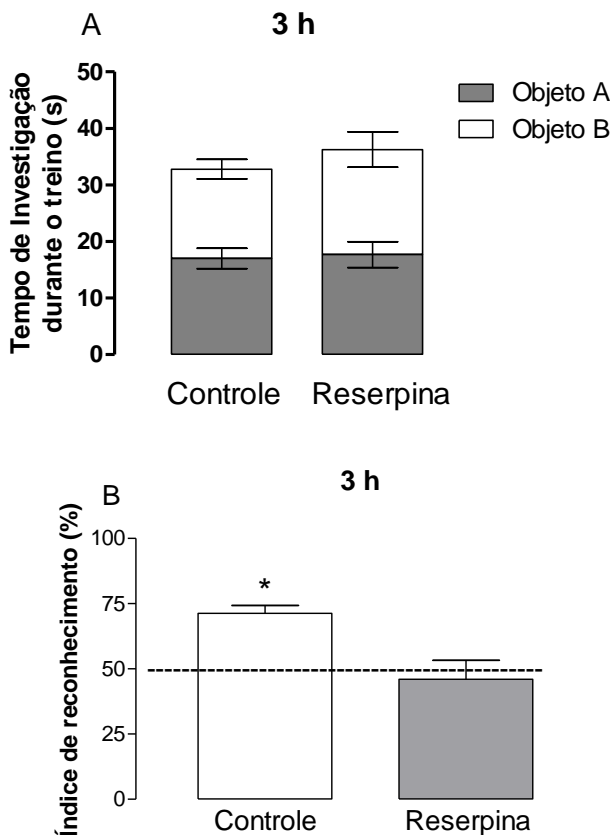 A
3 h
Tempo de Investigação
durante o treino (s)
50
40
30
20
10
0
Objeto A
Objeto B
Controle
Reserpina
B
3 h
Índice de reconhecimento (%)
100
75
50
25
0
*
Controle
Reserpina